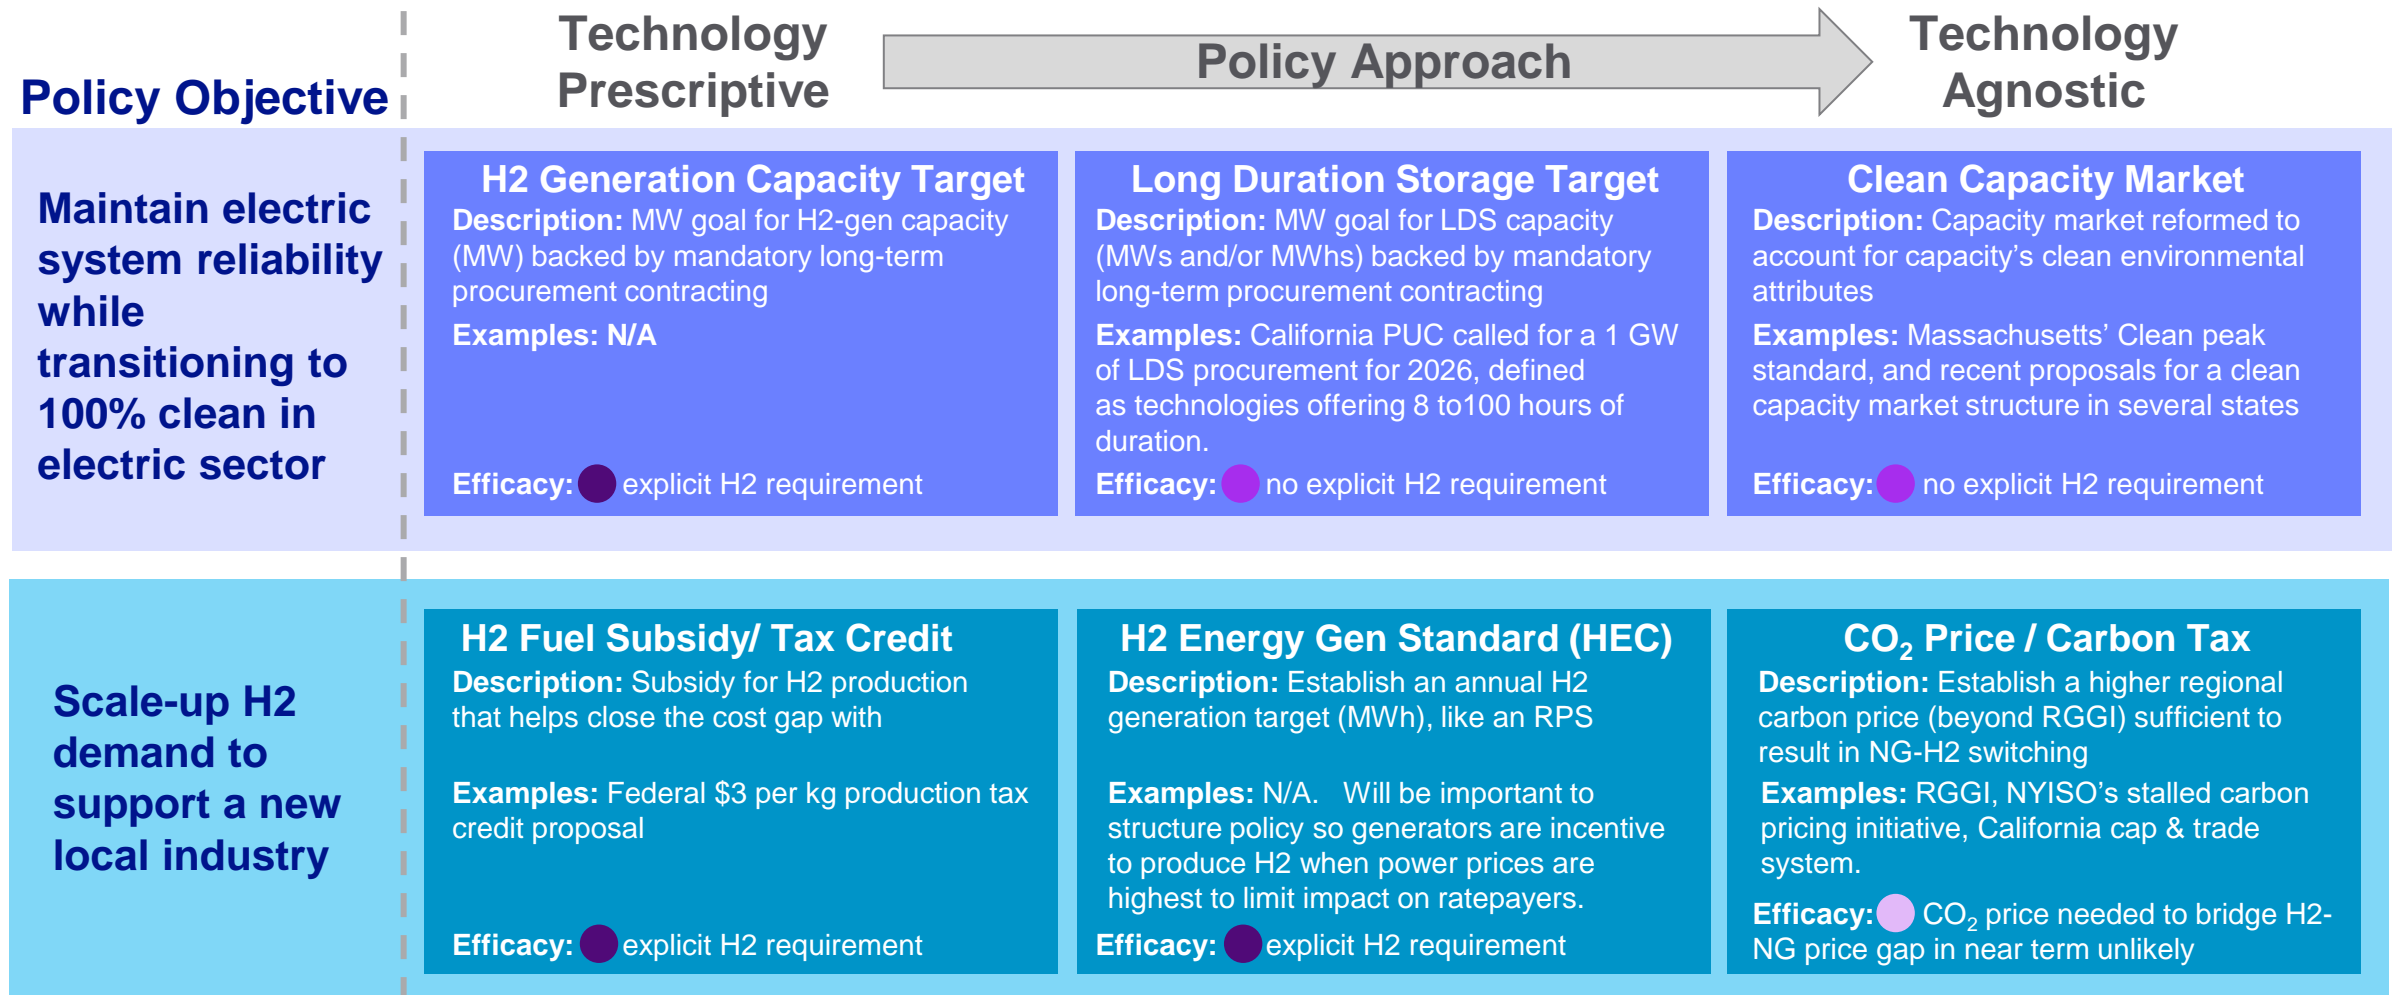 Technology
Prescriptive
Policy Approach
Technology
Agnostic
Policy Objective
Maintain electric
system reliability
while
transitioning to
100% clean in
electric sector
H2 Generation Capacity Target
Description: MW goal for H2-gen capacity
(MW) backed by mandatory long-term
procurement contracting
Examples: N/A
Efficacy: explicit H2 requirement
Long Duration Storage Target
Description: MW goal for LDS capacity
(MWs and/or MWhs) backed by mandatory
long-term procurement contracting
Examples: California PUC called for a 1 GW
of LDS procurement for 2026, defined
as technologies offering 8 to100 hours of
duration.
Efficacy: no explicit H2 requirement
Clean Capacity Market
Description: Capacity market reformed to
account for capacity’s clean environmental
attributes
Examples: Massachusetts’ Clean peak
standard, and recent proposals for a clean
capacity market structure in several states
Efficacy: no explicit H2 requirement
Scale-up H2
demand to
support a new
local industry
H2 Fuel Subsidy/ Tax Credit
Description: Subsidy for H2 production
that helps close the cost gap with
Examples: Federal $3 per kg production tax
credit proposal
Efficacy: explicit H2 requirement
H2 Energy Gen Standard (HEC)
Description: Establish an annual H2
generation target (MWh), like an RPS
Examples: N/A. Will be important to
structure policy so generators are incentive
to produce H2 when power prices are
highest to limit impact on ratepayers.
Efficacy: explicit H2 requirement
CO₂ Price / Carbon Tax
Description: Establish a higher regional
carbon price (beyond RGGI) sufficient to
result in NG-H2 switching
Examples: RGGI, NYISO’s stalled carbon
pricing initiative, California cap & trade
system.
Efficacy: CO₂ price needed to bridge H2-
NG price gap in near term unlikely